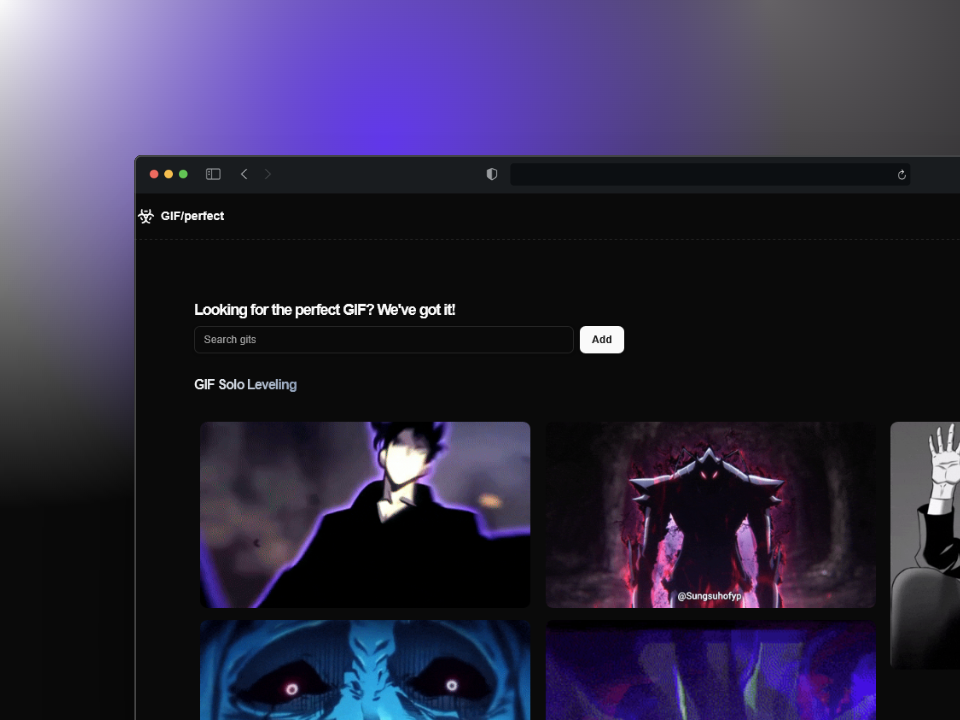 GIF/perfect
Looking for the perfect GIF? We've got it!
Search gifs
Add
GIF Solo Leveling
@Sungsuhofyp